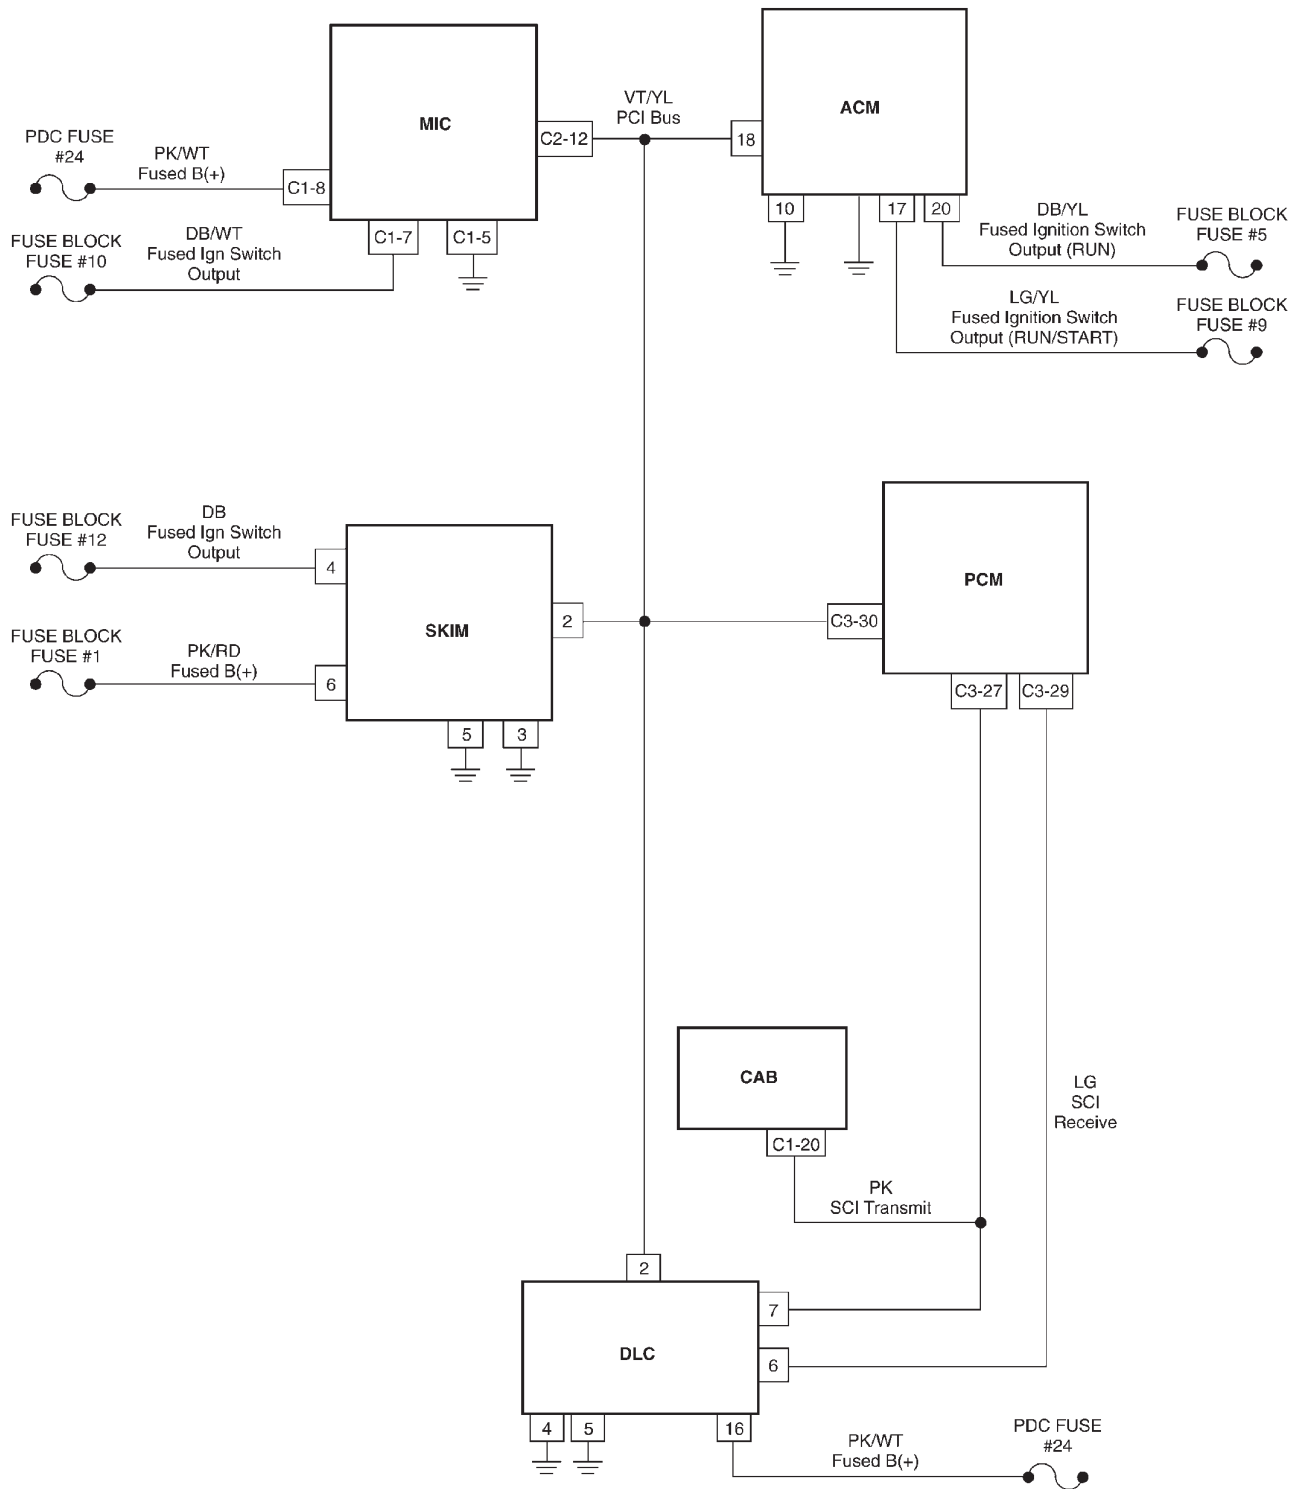 MIC
ACM
VT/YL
PCI Bus
C2-12
18
PDC FUSE
#24
PK/WT
Fused B(+)
C1-8
C1-7
C1-5
10
17
20
FUSE BLOCK
FUSE #10
DB/WT
Fused Ign Switch
Output
DB/YL
Fused Ignition Switch
Output (RUN)
FUSE BLOCK
FUSE #5
LG/YL
Fused Ignition Switch
Output (RUN/START)
FUSE BLOCK
FUSE #9
FUSE BLOCK
FUSE #12
DB
Fused Ign Switch
Output
4
SKIM
2
C3-30
PCM
FUSE BLOCK
FUSE #1
PK/RD
Fused B(+)
6
5
3
C3-27
C3-29
CAB
C1-20
LG
SCI
Receive
PK
SCI Transmit
2
7
DLC
6
4
5
16
PK/WT
Fused B(+)
PDC FUSE
#24